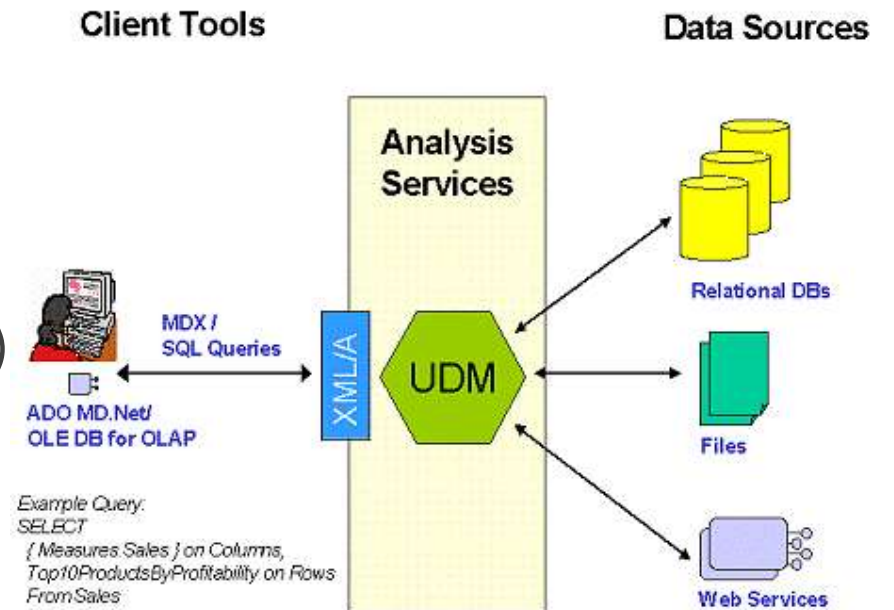 Client Tools
Data Sources
Analysis
Services
Relational DBs
MDX /
SQL Queries
XML/A
UDM
)
ADO MD.Net/
OLE DB for OLAP
Files
Example Query:
SELECT
{ Measures.Sales } on Columns,
Top10ProductsByProfitability on Rows
From Sales
Web Services